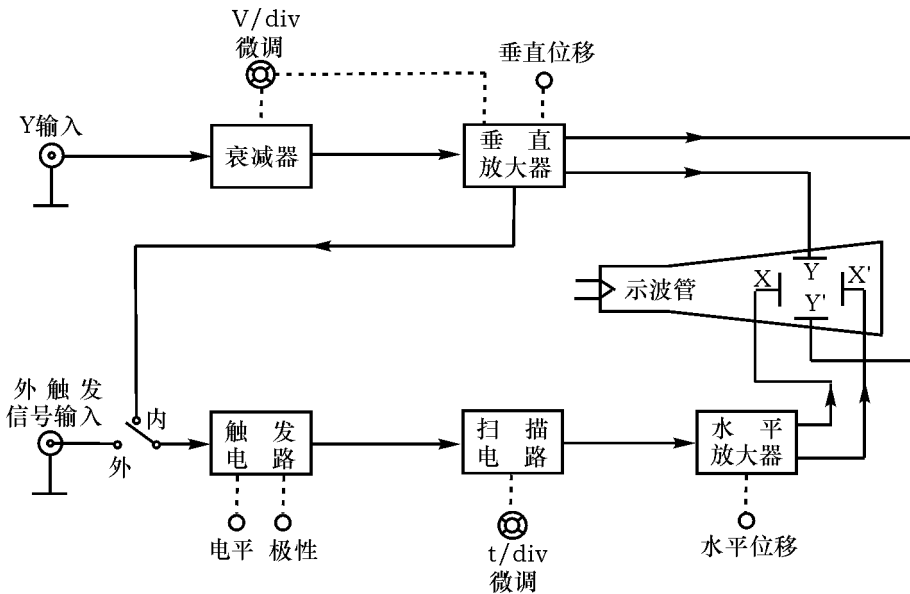 V/div
微调
垂直位移
Y输入
衰减器
垂 直
放大器
X
Y
X'
示波管
Y'
外 触 发
信号输入
内
外
触 发
电 路
扫 描
电 路
水 平
放大器
电平
极性
t/div
微调
水平位移